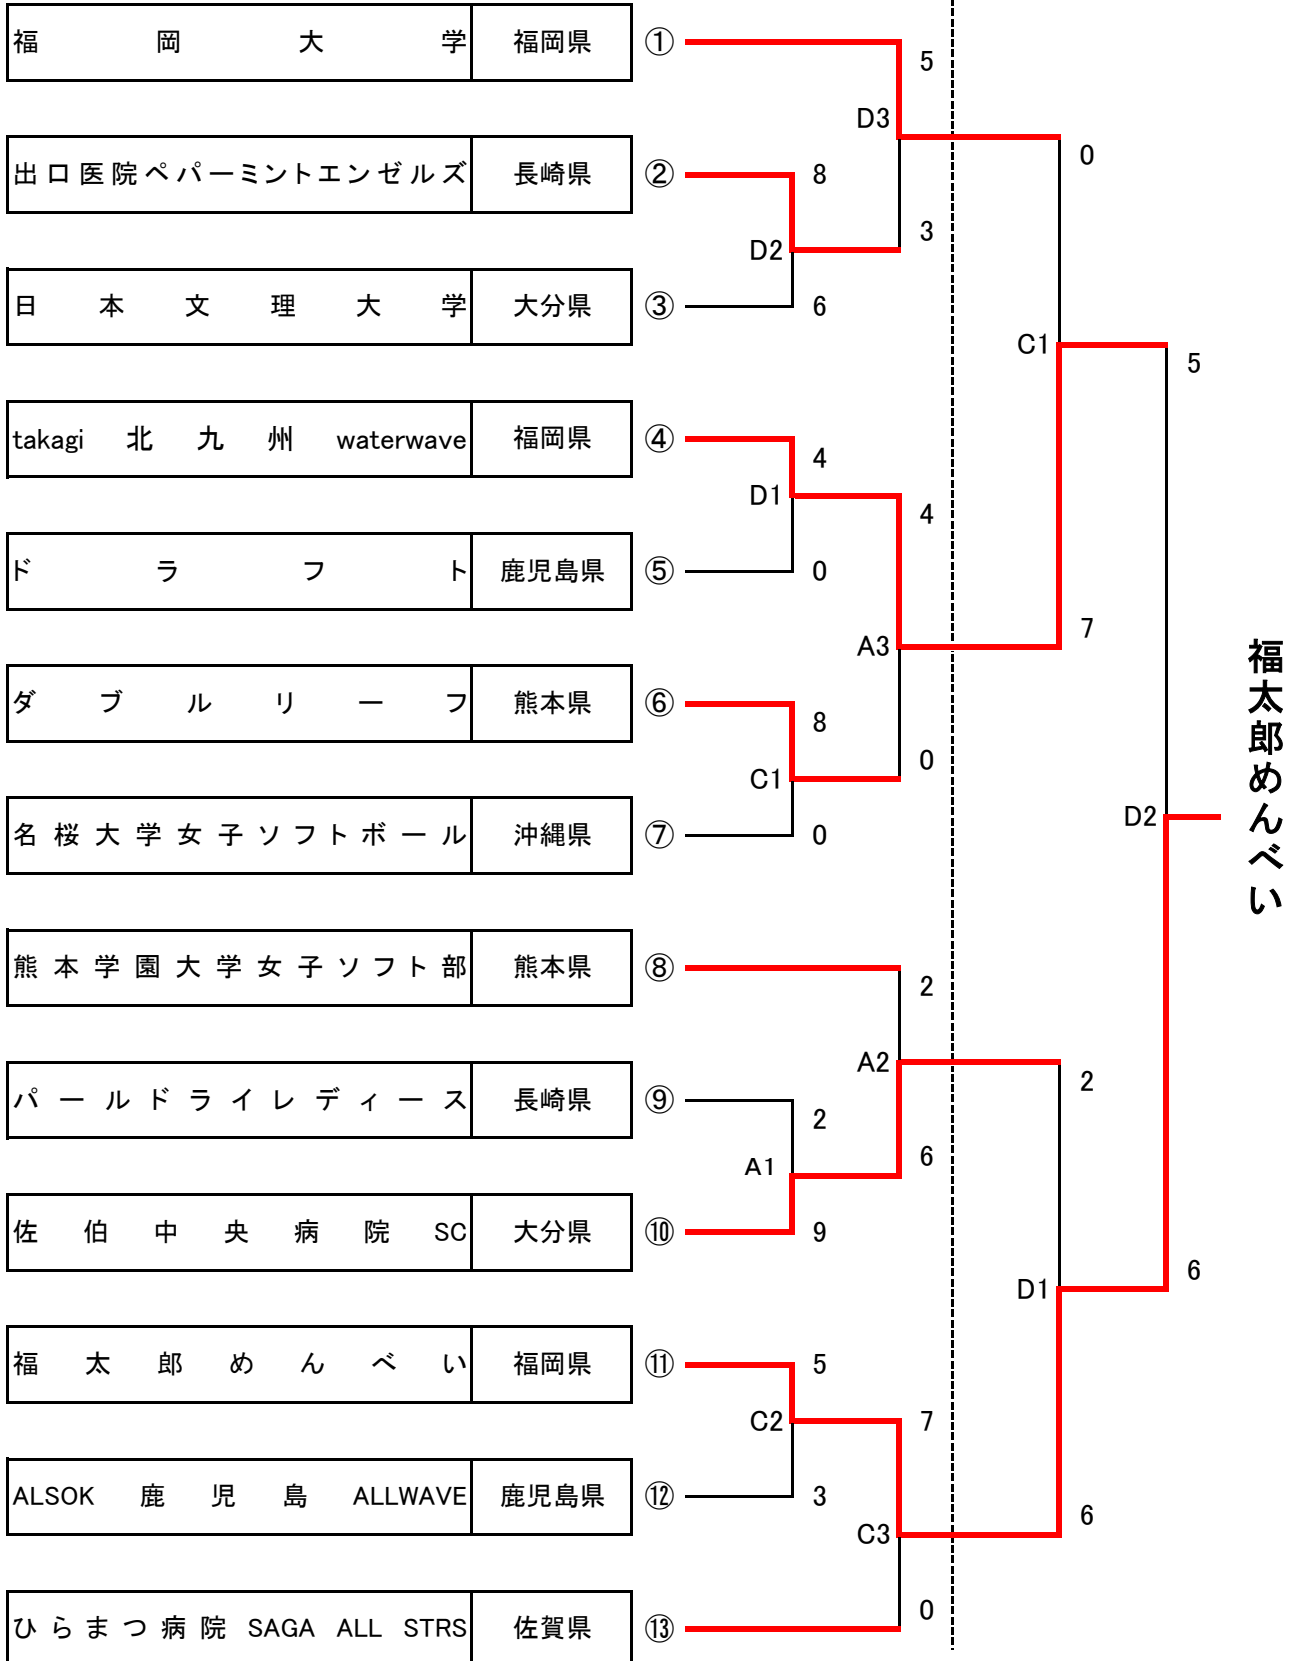 福岡大学 福岡県 ①
5
D3
0
出口医院ペパーミントエンゼルズ 長崎県 ②
8
3
D2
日本文理大学 大分県 ③
6
C1
5
takagi 北九州 waterwave 福岡県 ④
4
D1
4
ドラフト 鹿児島県 ⑤
0
7
A3
ダブルリーフ 熊本県 ⑥
8
0
C1
名桜大学女子ソフトボール 沖縄県 ⑦
0
D2
福太郎めんべい
熊本学園大学女子ソフト部 熊本県 ⑧
2
A2
2
パールドライレディース 長崎県 ⑨
2
6
A1
佐伯中央病院SC 大分県 ⑩
9
6
D1
福太郎めんべい 福岡県 ⑪
5
7
C2
ALSOK 鹿児島 ALLWAVE 鹿児島県 ⑫
3
6
C3
0
ひらまつ病院 SAGA ALL STRS 佐賀県 ⑬